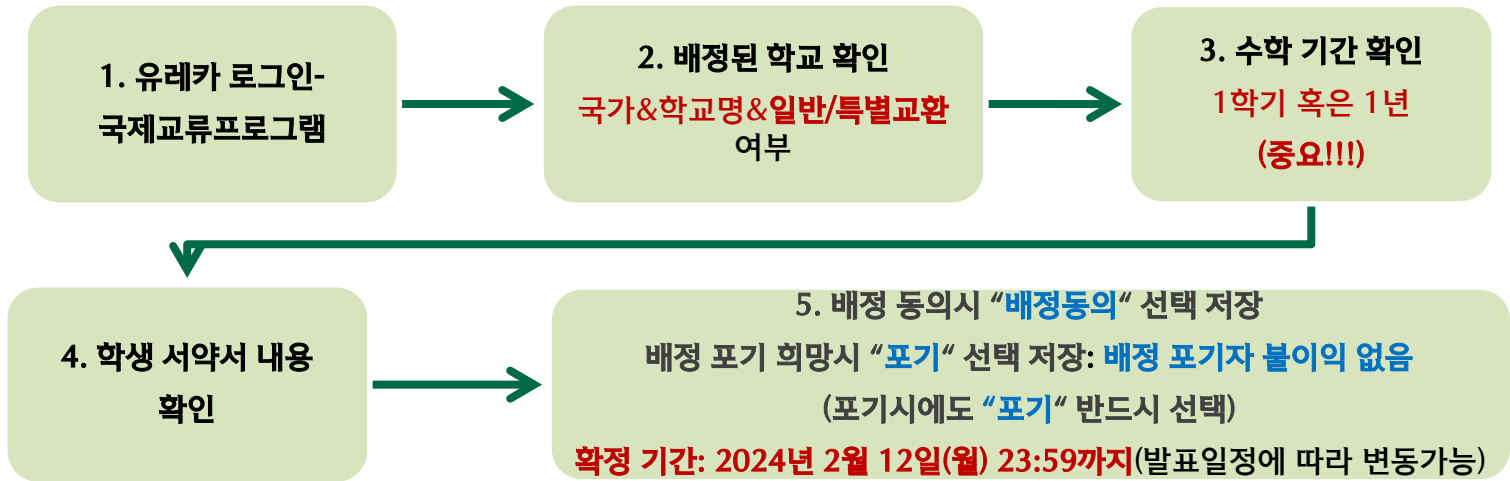 1. 유레카 로그인-
국제교류프로그램
2. 배정된 학교 확인
국가&학교명&일반/특별교환
여부
3. 수학 기간 확인
1학기 혹은 1년
(중요!!!)
4. 학생 서약서 내용
확인
5. 배정 동의시 “배정동의“ 선택 저장
배정 포기 희망시 “포기“ 선택 저장: 배정 포기자 불이익 없음
(포기시에도 “포기“ 반드시 선택)
확정 기간: 2024년 2월 12일(월) 23:59까지(발표일정에 따라 변동가능)